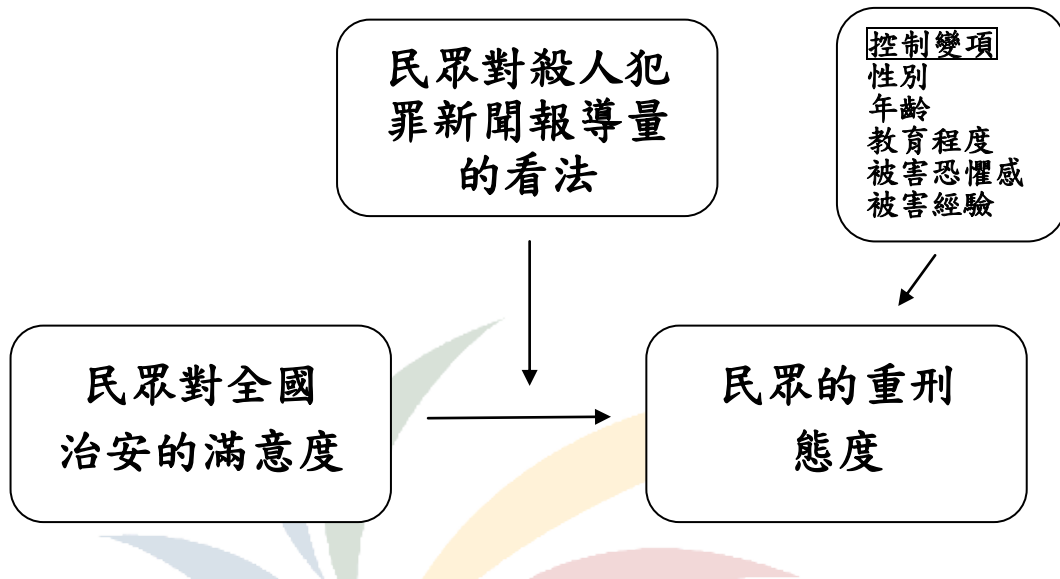 民眾對殺人犯
罪新聞報導量
的看法
控制變項
性別
年齡
教育程度
被害恐懼感
被害經驗
民眾對全國
治安的滿意度
民眾的重刑
態度